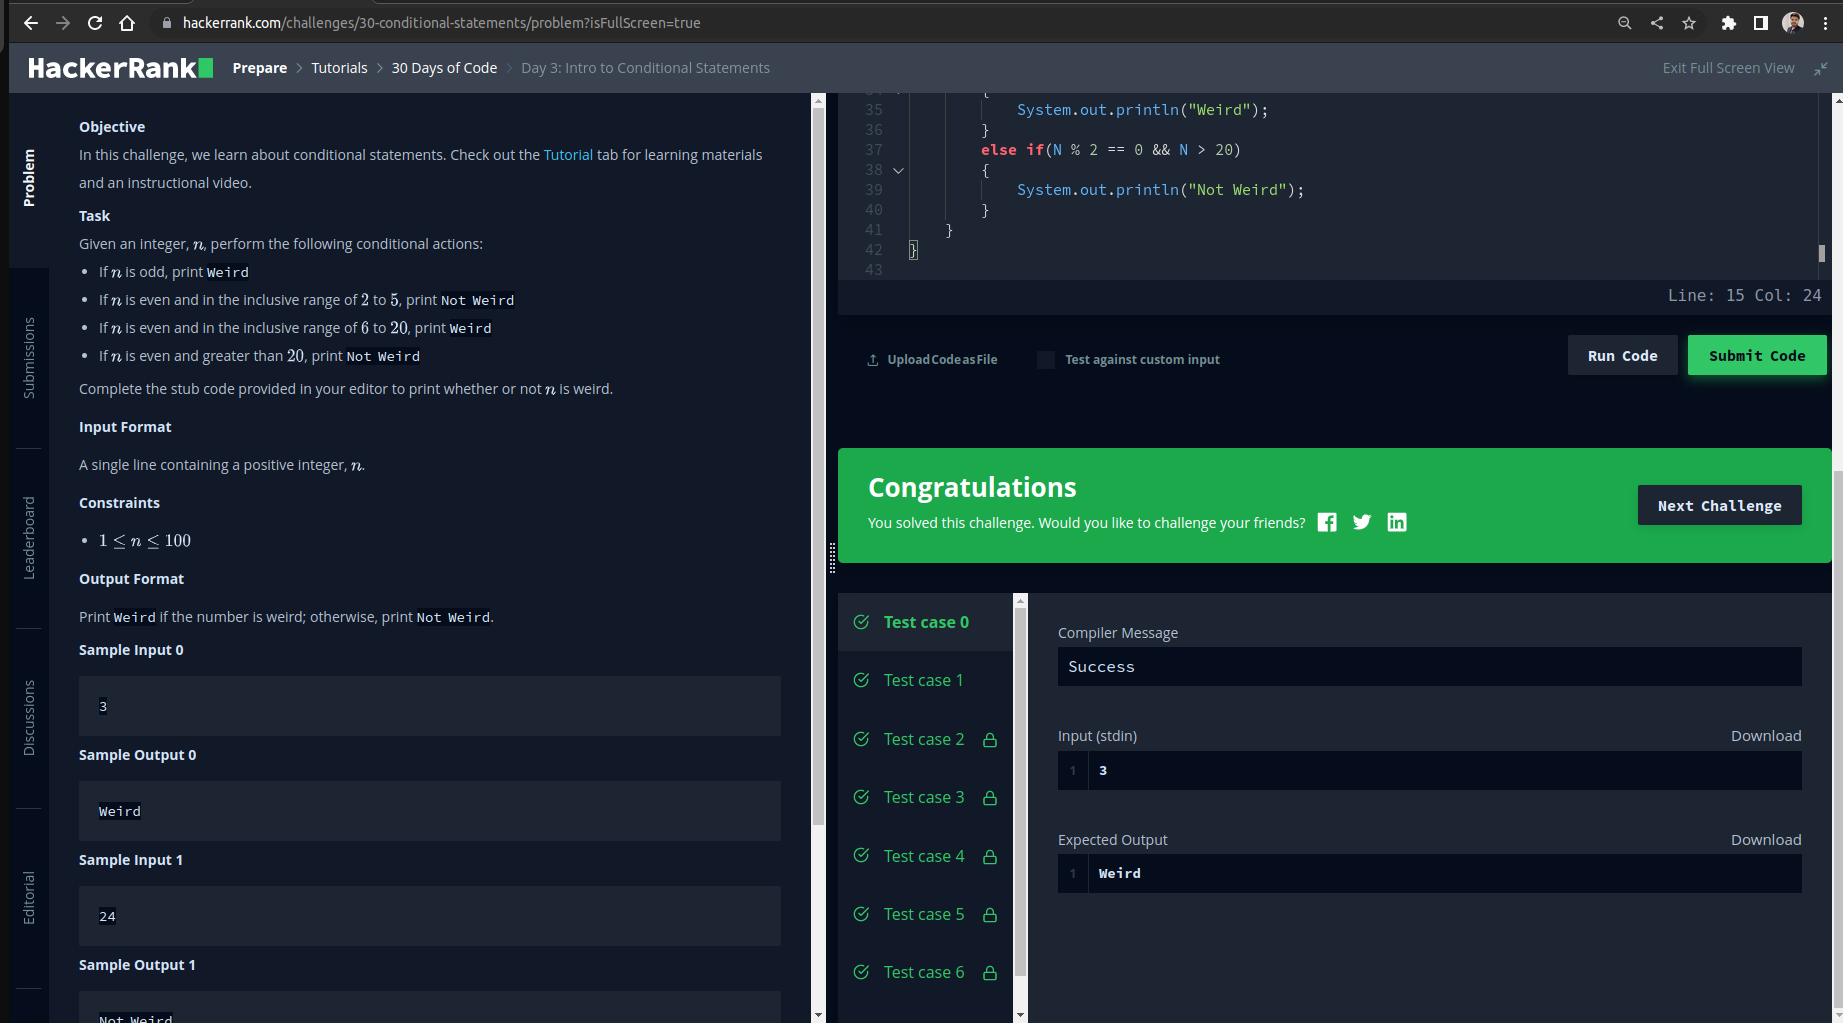 hackerrank.com/challenges/30-conditional-statements/problem?isFullScreen=true
HackerRank Prepare > Tutorials > 30 Days of Code > Day 3: Intro to Conditional Statements Exit Full Screen View
Problem
Submissions
Leaderboard
Discussions
Editorial
Objective
In this challenge, we learn about conditional statements. Check out the Tutorial tab for learning materials
and an instructional video.
Task
Given an integer, n, perform the following conditional actions:
• If n is odd, print Weird
• If n is even and in the inclusive range of 2 to 5, print Not Weird
• If n is even and in the inclusive range of 6 to 20, print Weird
• If n is even and greater than 20, print Not Weird
Complete the stub code provided in your editor to print whether or not n is weird.
Input Format
A single line containing a positive integer, n.
Constraints
• 1 ≤ n ≤ 100
Output Format
Print Weird if the number is weird; otherwise, print Not Weird.
Sample Input 0
3
Sample Output 0
Weird
Sample Input 1
24
Sample Output 1
Not Weird
34 {
35 System.out.println("Weird");
36 }
37 else if(N % 2 == 0 && N > 20)
38 {
39 System.out.println("Not Weird");
40 }
41 }
42 }
43
Line: 15 Col: 24
Upload Code as File Test against custom input Run Code Submit Code
Congratulations
You solved this challenge. Would you like to challenge your friends?
Next Challenge
Test case 0
Test case 1
Test case 2
Test case 3
Test case 4
Test case 5
Test case 6
Compiler Message
Success
Input (stdin) Download
1 3
Expected Output Download
1 Weird